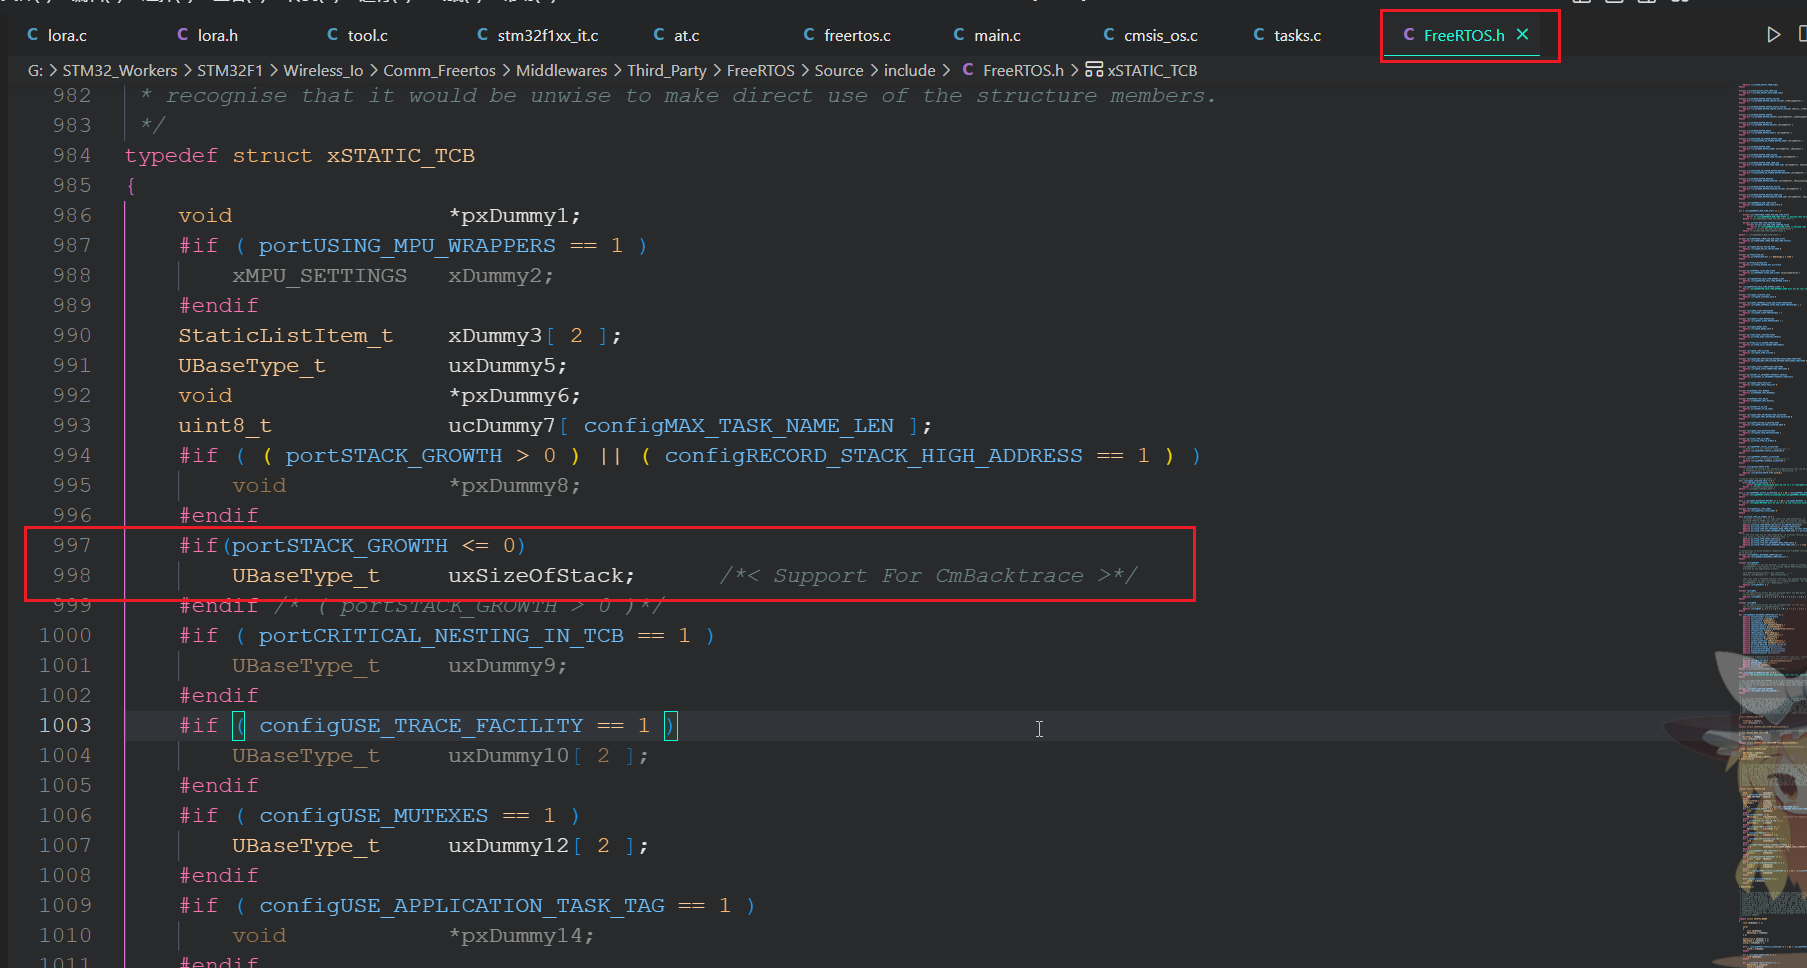 lora.c lora.h tool.c stm32f1xx_it.c at.c freertos.c main.c cmsis_os.c tasks.c FreeRTOS.h
G: > STM32_Workers > STM32F1 > Wireless_Io > Comm_Freertos > Middlewares > Third_Party > FreeRTOS > Source > include > FreeRTOS.h > xSTATIC_TCB
982 * recognise that it would be unwise to make direct use of the structure members.
983 */
984 typedef struct xSTATIC_TCB
985 {
986 void *pxDummy1;
987 #if ( portUSING_MPU_WRAPPERS == 1 )
988 xMPU_SETTINGS xDummy2;
989 #endif
990 StaticListItem_t xDummy3[ 2 ];
991 UBaseType_t uxDummy5;
992 void *pxDummy6;
993 uint8_t ucDummy7[ configMAX_TASK_NAME_LEN ];
994 #if ( ( portSTACK_GROWTH > 0 ) || ( configRECORD_STACK_HIGH_ADDRESS == 1 ) )
995 void *pxDummy8;
996 #endif
997 #if(portSTACK_GROWTH <= 0)
998 UBaseType_t uxSizeOfStack; /*< Support For CmBacktrace >*/
999 #endif /* ( portSTACK_GROWTH > 0 )*/
1000 #if ( portCRITICAL_NESTING_IN_TCB == 1 )
1001 UBaseType_t uxDummy9;
1002 #endif
1003 #if ( configUSE_TRACE_FACILITY == 1 )
1004 UBaseType_t uxDummy10[ 2 ];
1005 #endif
1006 #if ( configUSE_MUTEXES == 1 )
1007 UBaseType_t uxDummy12[ 2 ];
1008 #endif
1009 #if ( configUSE_APPLICATION_TASK_TAG == 1 )
1010 void *pxDummy14;
1011 #endif